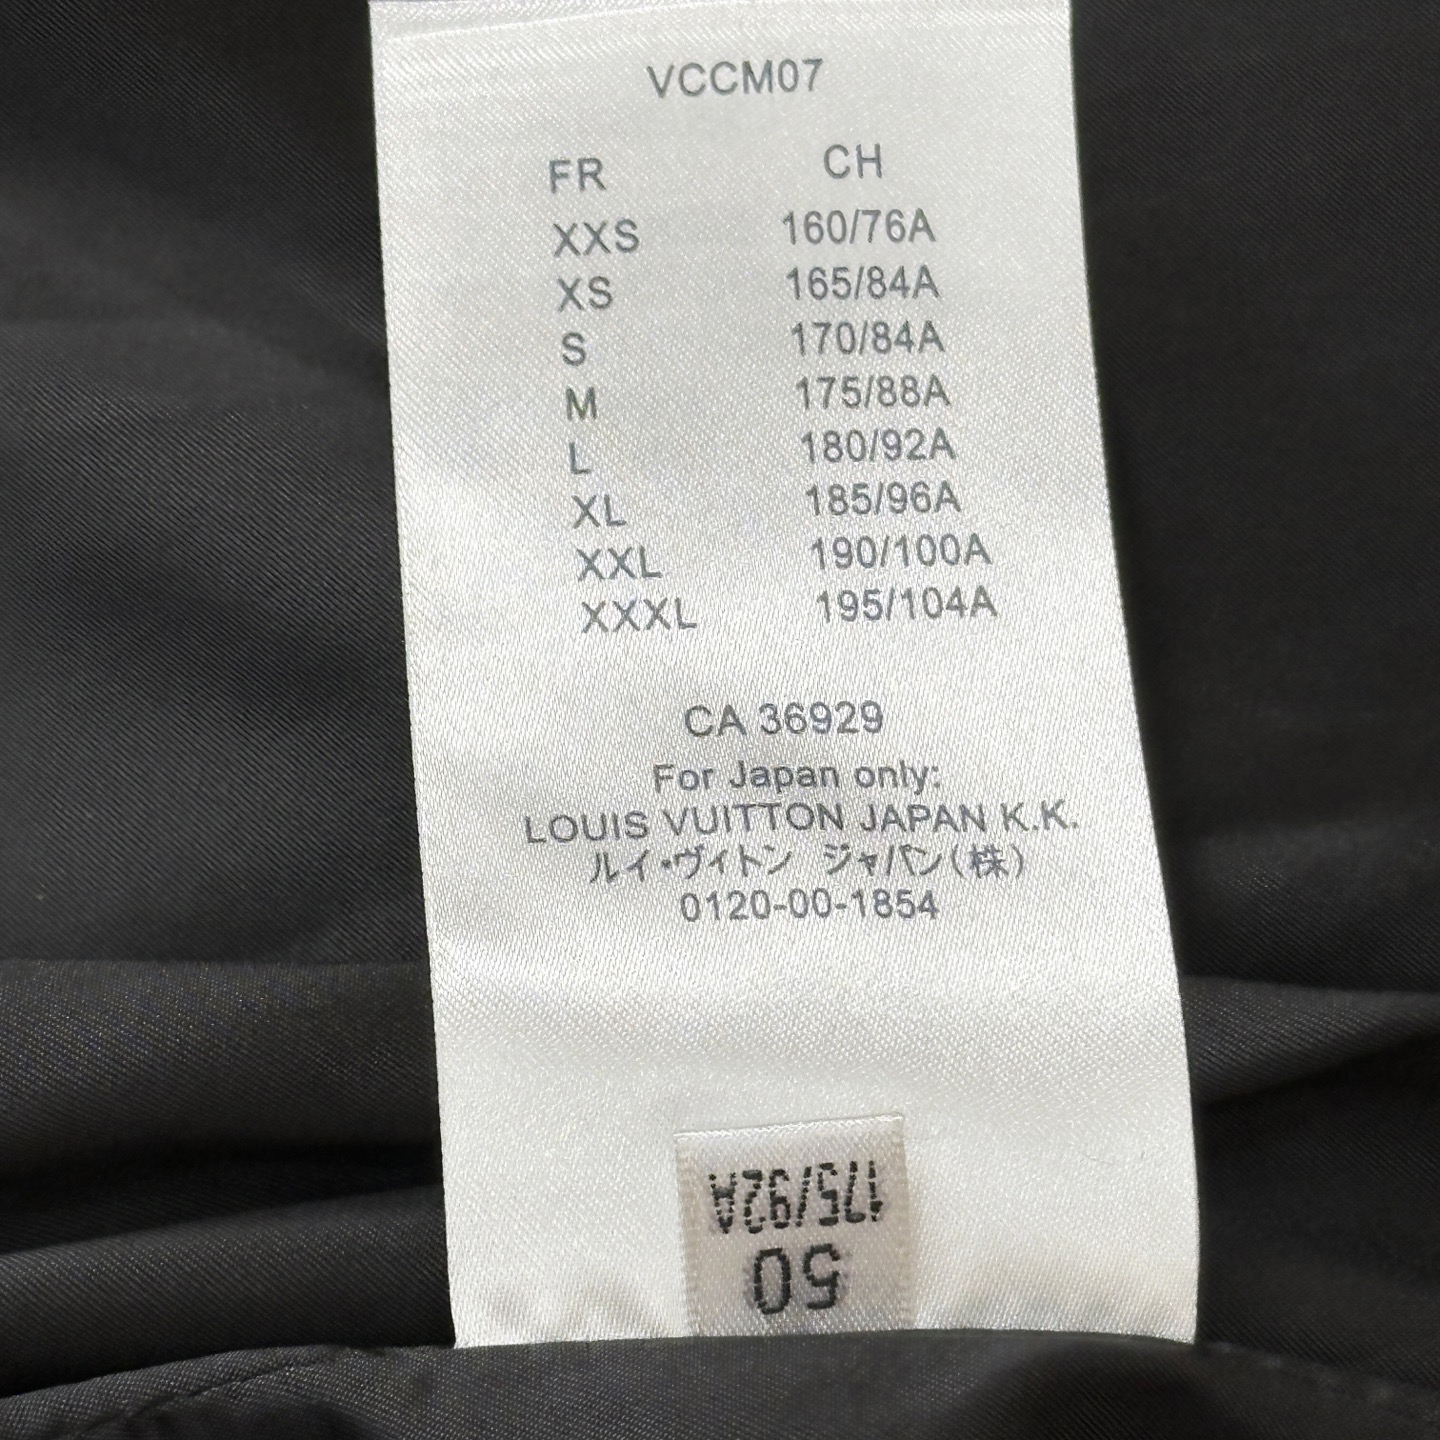 VCCM07
FR CH
XXS 160/76A
XS 165/84A
S 170/84A
M 175/88A
L 180/92A
XL 185/96A
XXL 190/100A
XXXL 195/104A
CA 36929
For Japan only:
LOUIS VUITTON JAPAN K.K.
ルイ・ヴィトン ジャパン(株)
0120-00-1854
50
175/92A